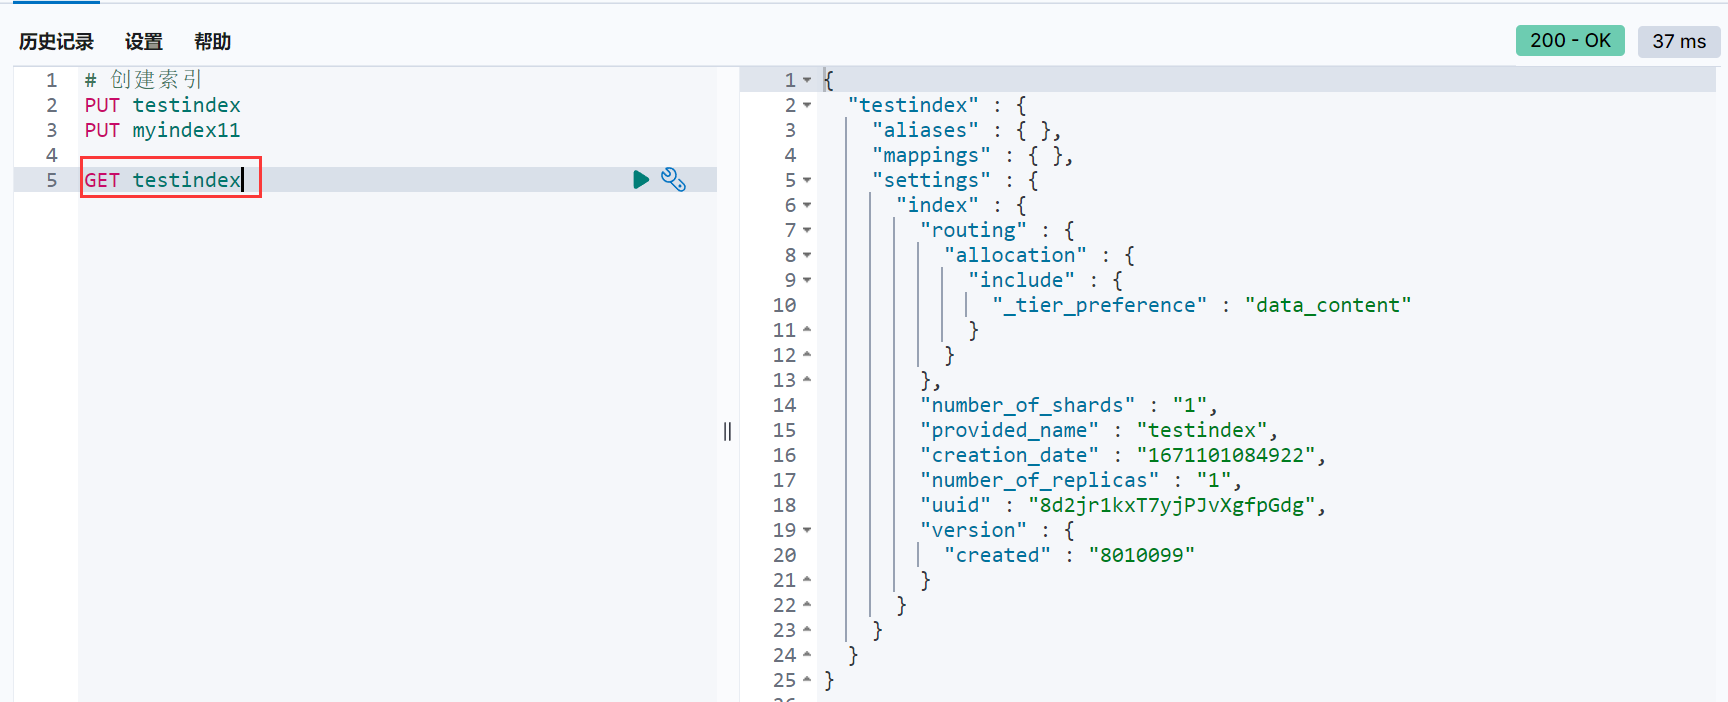 历史记录 设置 帮助
200 - OK 37 ms
1 # 创建索引
2 PUT testindex
3 PUT myindex11
4
5 GET testindex
1 {
2 "testindex" : {
3 "aliases" : { },
4 "mappings" : { },
5 "settings" : {
6 "index" : {
7 "routing" : {
8 "allocation" : {
9 "include" : {
10 "_tier_preference" : "data_content"
11 }
12 }
13 },
14 "number_of_shards" : "1",
15 "provided_name" : "testindex",
16 "creation_date" : "1671101084922",
17 "number_of_replicas" : "1",
18 "uuid" : "8d2jr1kxT7yjPJvXgfpGdg",
19 "version" : {
20 "created" : "8010099"
21 }
22 }
23 }
24 }
25 }